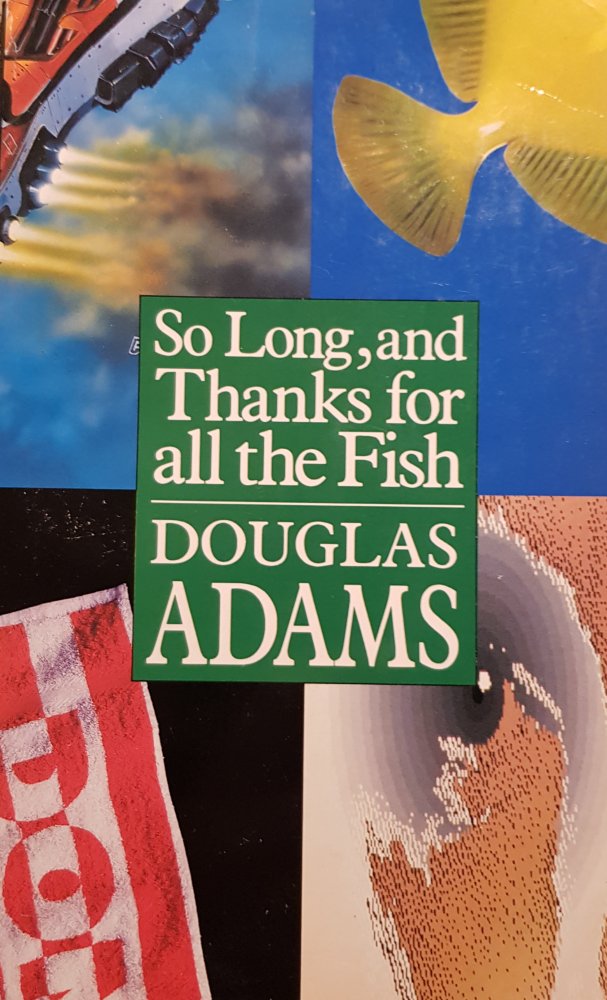 So Long, and
Thanks for
all the Fish
DOUGLAS
ADAMS